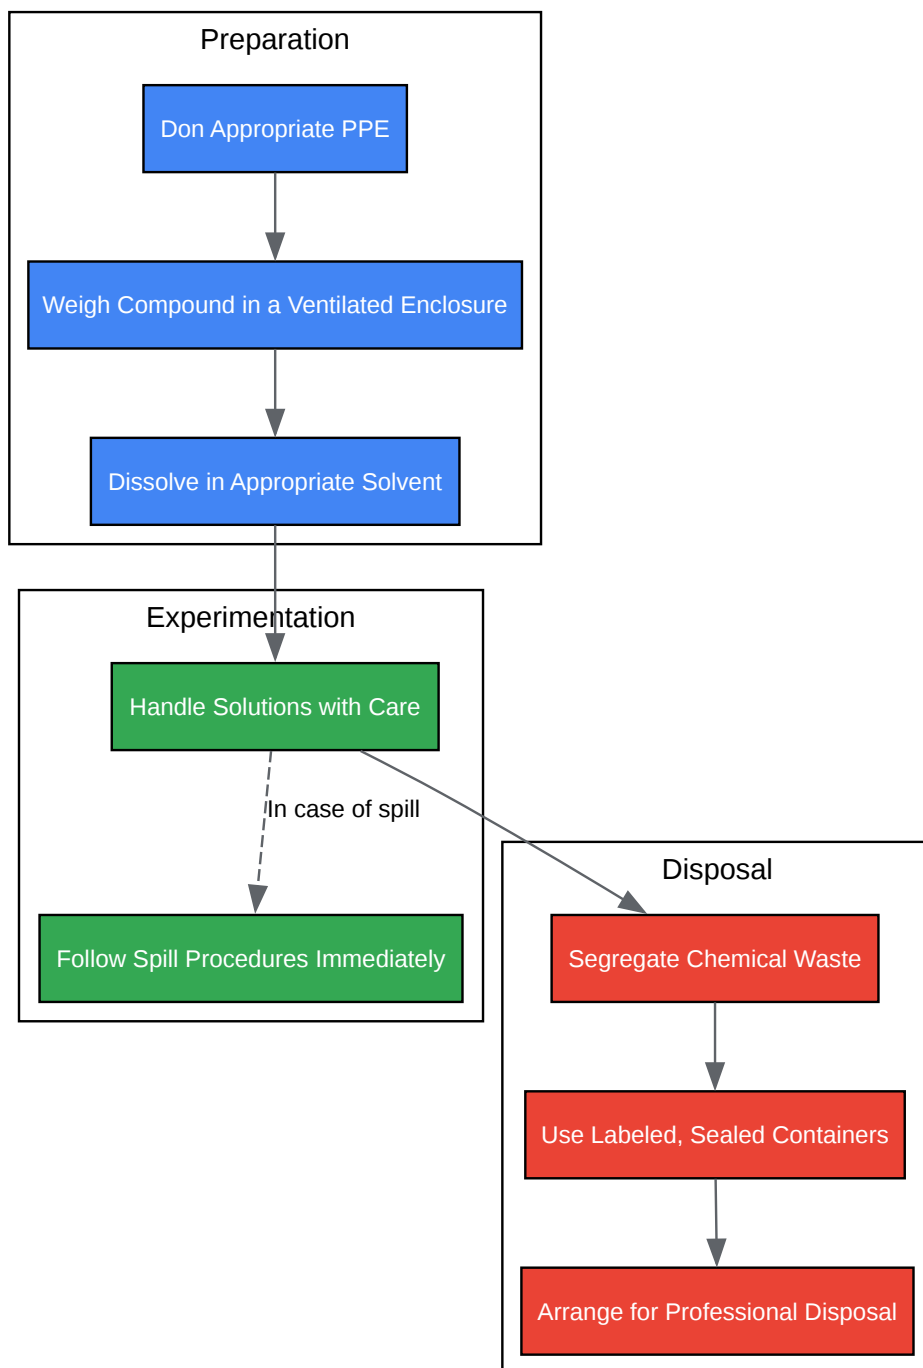 Preparation
Don Appropriate PPE
Weigh Compound in a Ventilated Enclosure
Dissolve in Appropriate Solvent
Experimentation
Handle Solutions with Care
In case of spill
Follow Spill Procedures Immediately
Disposal
Segregate Chemical Waste
Use Labeled, Sealed Containers
Arrange for Professional Disposal